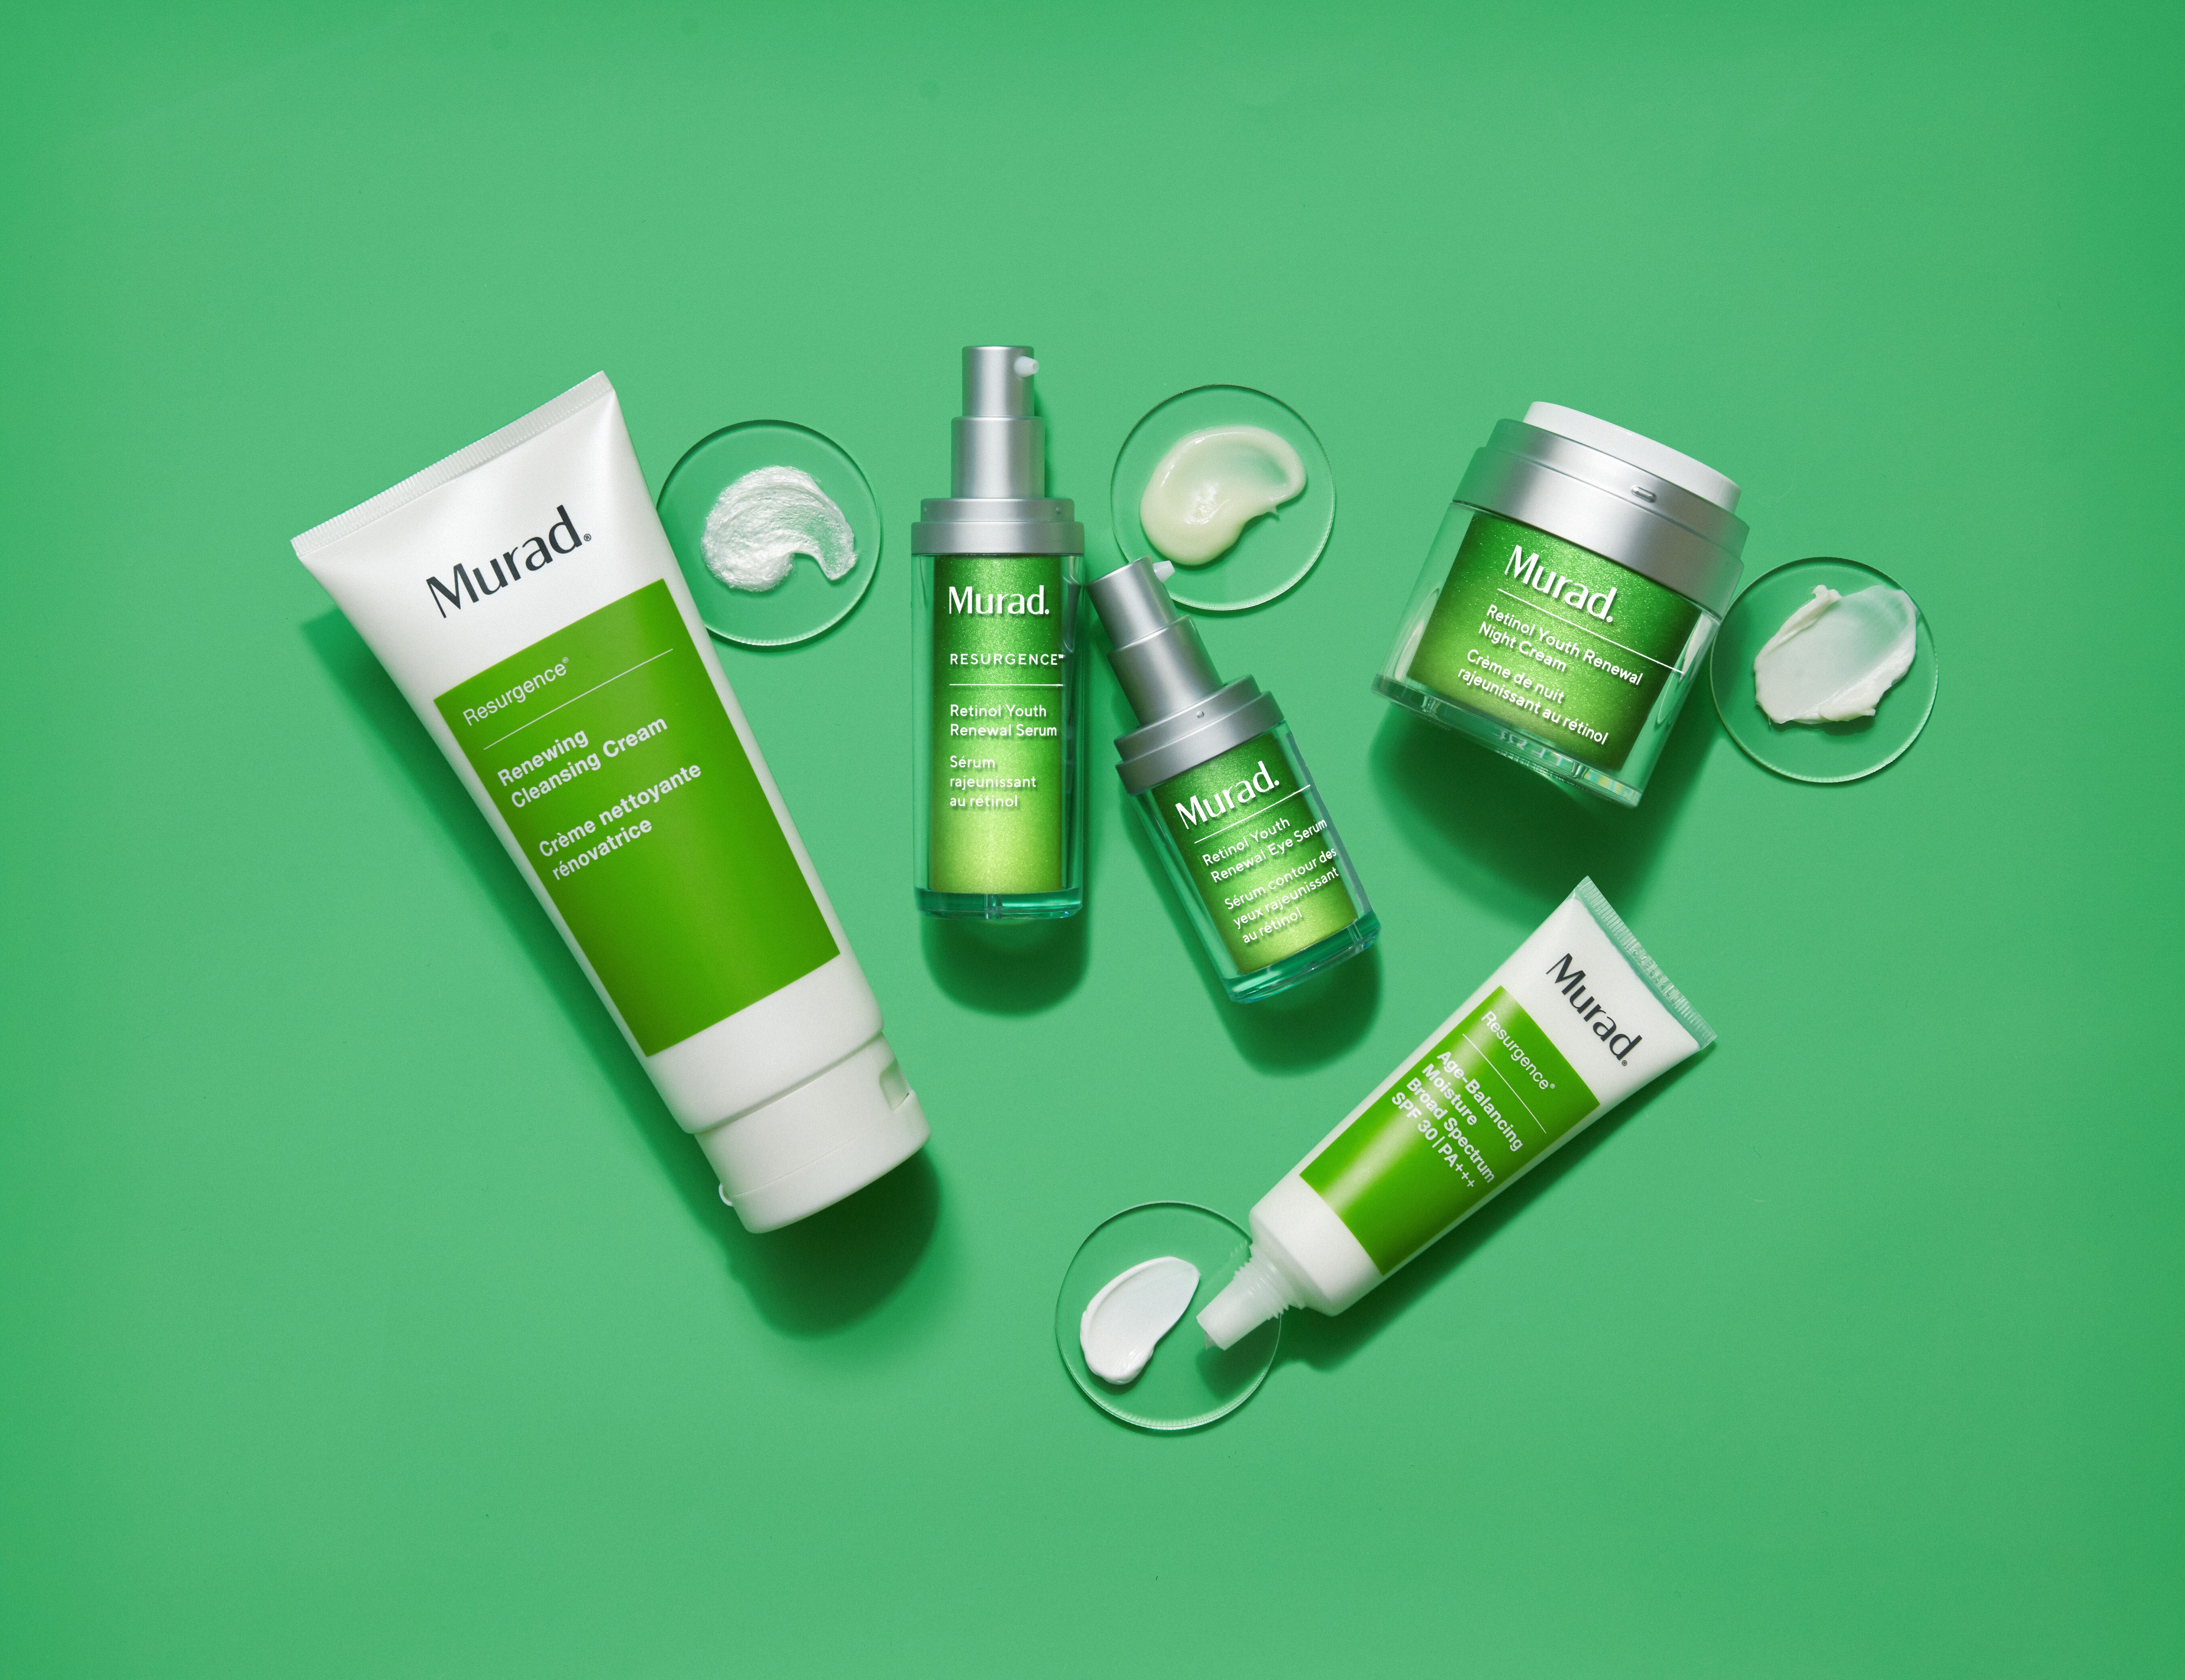 Murad.®
Resurgence®
Renewing
Cleansing Cream
Crème nettoyante
rénovatrice
Murad.
RESURGENCE™
Retinol Youth
Renewal Serum
Sérum
rajeunissant
au rétinol
Murad.
Retinol Youth
Renewal Eye Serum
Sérum contour des
yeux rajeunissant
au rétinol
Murad.
Retinol Youth Renewal
Night Cream
Crème de nuit
rajeunissant au rétinol
Murad.®
Resurgence®
Age-Balancing
Moisture
Broad Spectrum
SPF 30 | PA++